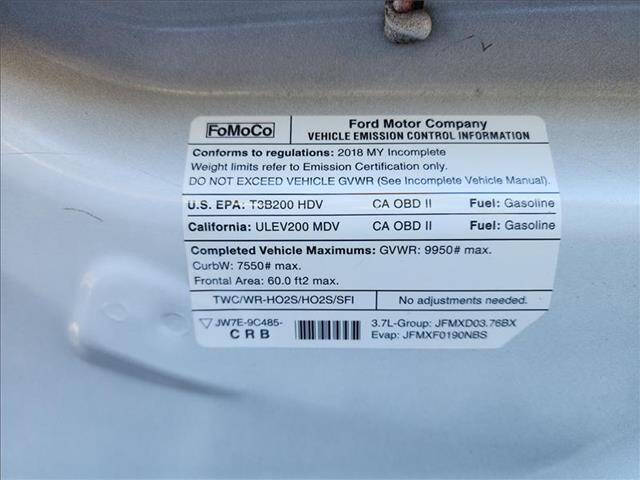 FoMoCo
Ford Motor Company
VEHICLE EMISSION CONTROL INFORMATION
Conforms to regulations: 2018 MY Incomplete
Weight limits refer to Emission Certification only.
DO NOT EXCEED VEHICLE GVWR (See Incomplete Vehicle Manual).
U.S. EPA: T3B200 HDV CA OBD II Fuel: Gasoline
California: ULEV200 MDV CA OBD II Fuel: Gasoline
Completed Vehicle Maximums: GVWR: 9950# max.
CurbW: 7550# max.
Frontal Area: 60.0 ft2 max.
TWC/WR-HO2S/HO2S/SFI No adjustments needed.
JW7E-9C485-
CRB
3.7L-Group: JFMXD03.76BX
Evap: JFMXF0190NBS